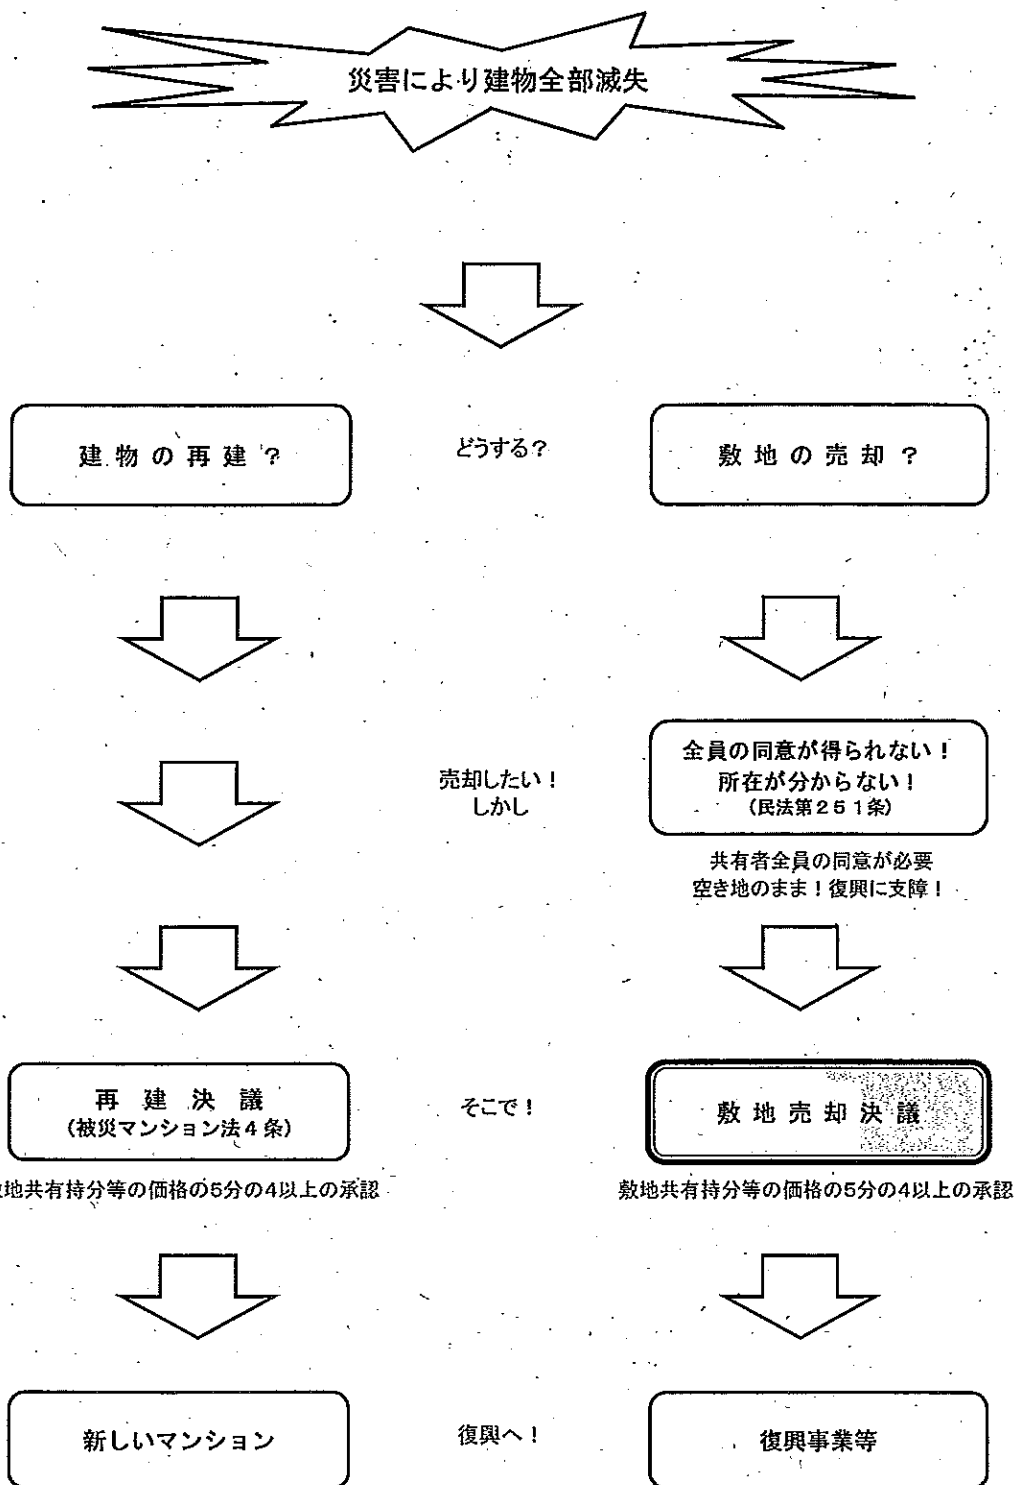 災害により建物全部滅失
建物の再建？
どうする？
敷地の売却？
売却したい！
しかし
全員の同意が得られない！
所在が分からない！
(民法第２５１条)
共有者全員の同意が必要
空き地のまま！復興に支障！
再建決議
(被災マンション法４条)
そこで！
敷地売却決議
地共有持分等の価格の5分の4以上の承認
敷地共有持分等の価格の5分の4以上の承認
新しいマンション
復興へ！
復興事業等